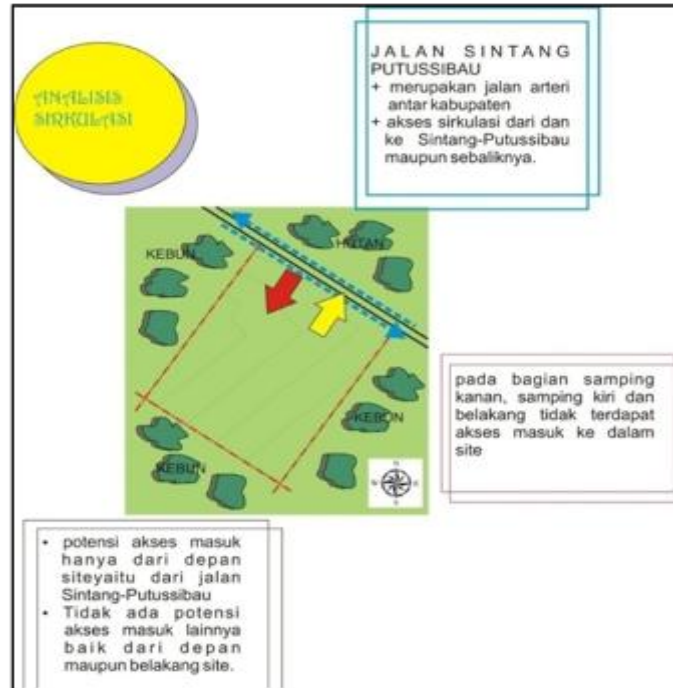 ANALISIS
SIRKULASI
JALAN SINTANG
PUTUSSIBAU
+ merupakan jalan arteri
antar kabupaten
+ akses sirkulasi dari dan
ke Sintang-Putussibau
maupun sebaliknya.
KEBUN
HUTAN
KEBUN
KEBUN
N
pada bagian samping
kanan, samping kiri dan
belakang tidak terdapat
akses masuk ke dalam
site
• potensi akses masuk
hanya dari depan
siteyaitu dari jalan
Sintang-Putussibau
• Tidak ada potensi
akses masuk lainnya
baik dari depan
maupun belakang site.